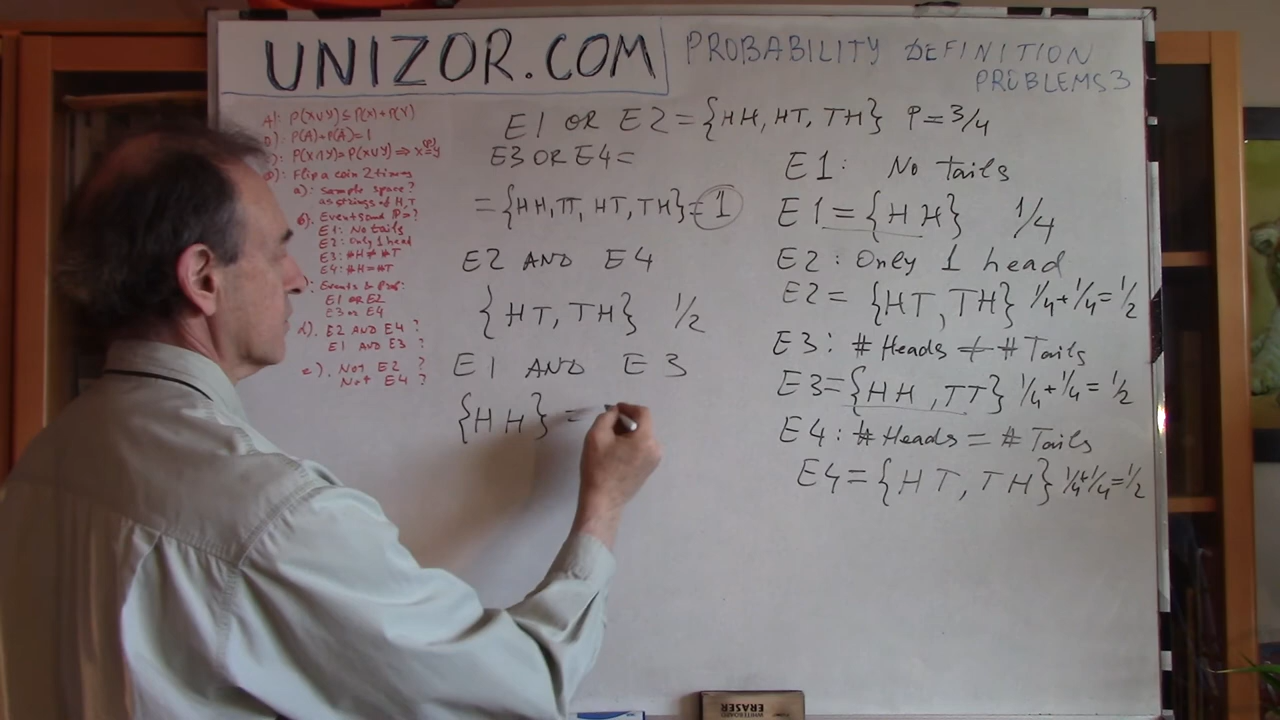 UNIZOR.COM
PROBABILITY DEFINITION
PROBLEMS 3
P(X∪Y)≤P(X)+P(Y)
P(X∩Y)=P(X∪Y) ⇒ X=Y
Flip a coin 2 times
a): Sample space?
as strings of H,T
Events and P=?
E1: No tails
E2: Only 1 head
E3: #H≠#T
E4: #H=#T
E1 OR E2
E3 OR E4
d). E2 AND E4 ?
E1 AND E3 ?
e). Not E2 ?
Not E4 ?
E1 OR E2 = {HH, HT, TH} P = 3/4
E3 OR E4 =
= {HH, TT, HT, TH} = 1
E2 AND E4
{HT, TH} 1/2
E1 AND E3
{HH} =
E1: No tails
E1 = {HH} 1/4
E2: Only 1 head
E2 = {HT, TH} 1/4+1/4=1/2
E3: # Heads ≠ # Tails
E3 = {HH, TT} 1/4+1/4=1/2
E4: # Heads = # Tails
E4 = {HT, TH} 1/4+1/4=1/2
ERASER